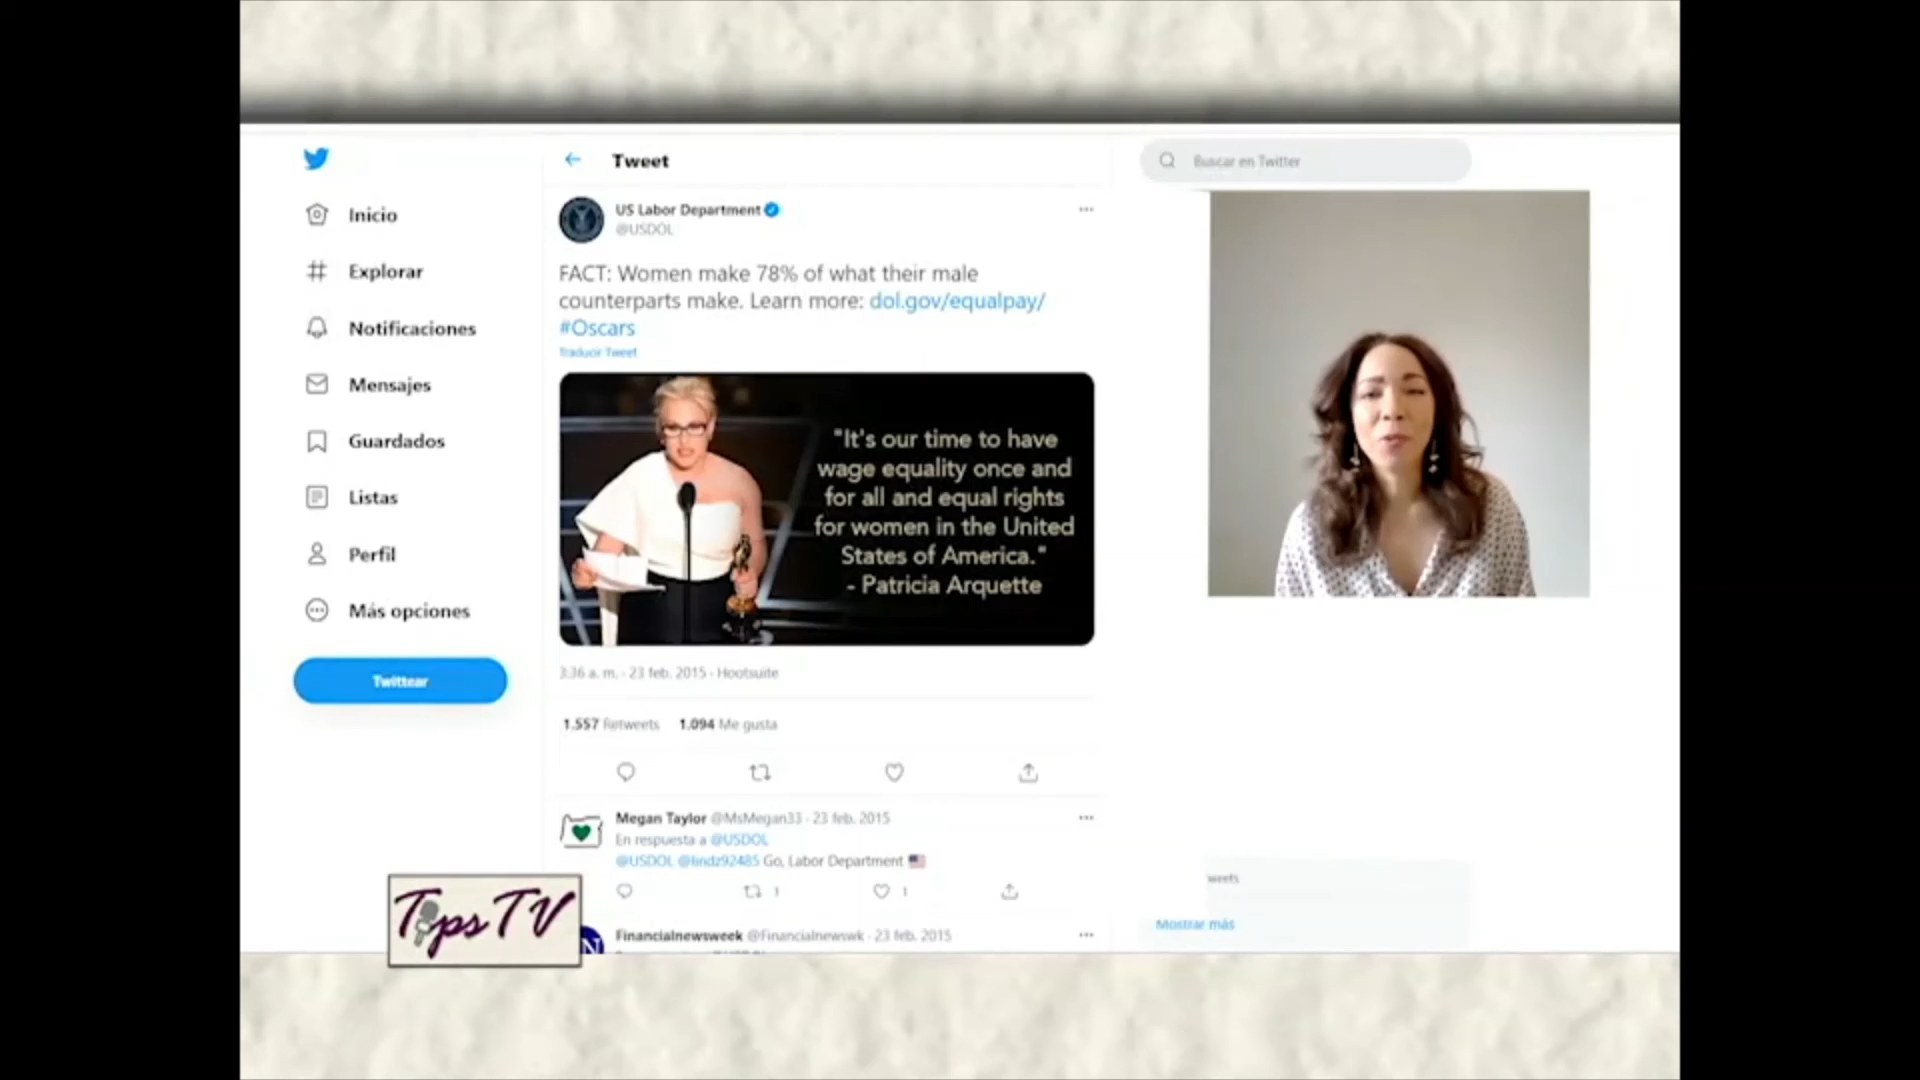 Tweet
Buscar en Twitter
Inicio
Explorar
Notificaciones
Mensajes
Guardados
Listas
Perfil
Más opciones
Twittear
US Labor Department
@USDOL
FACT: Women make 78% of what their male
counterparts make. Learn more: dol.gov/equalpay/
#Oscars
Traducir Tweet
"It's our time to have
wage equality once and
for all and equal rights
for women in the United
States of America."
- Patricia Arquette
3:36 a. m. · 23 feb. 2015 · Hootsuite
1.557 Retweets 1.094 Me gusta
Megan Taylor @MsMegan33 · 23 feb. 2015
En respuesta a @USDOL
@USDOL @lindz92485 Go, Labor Department
1 1
Financialnewsweek @Financialnewswk · 23 feb. 2015
N
weets
Mostrar más
Tips TV